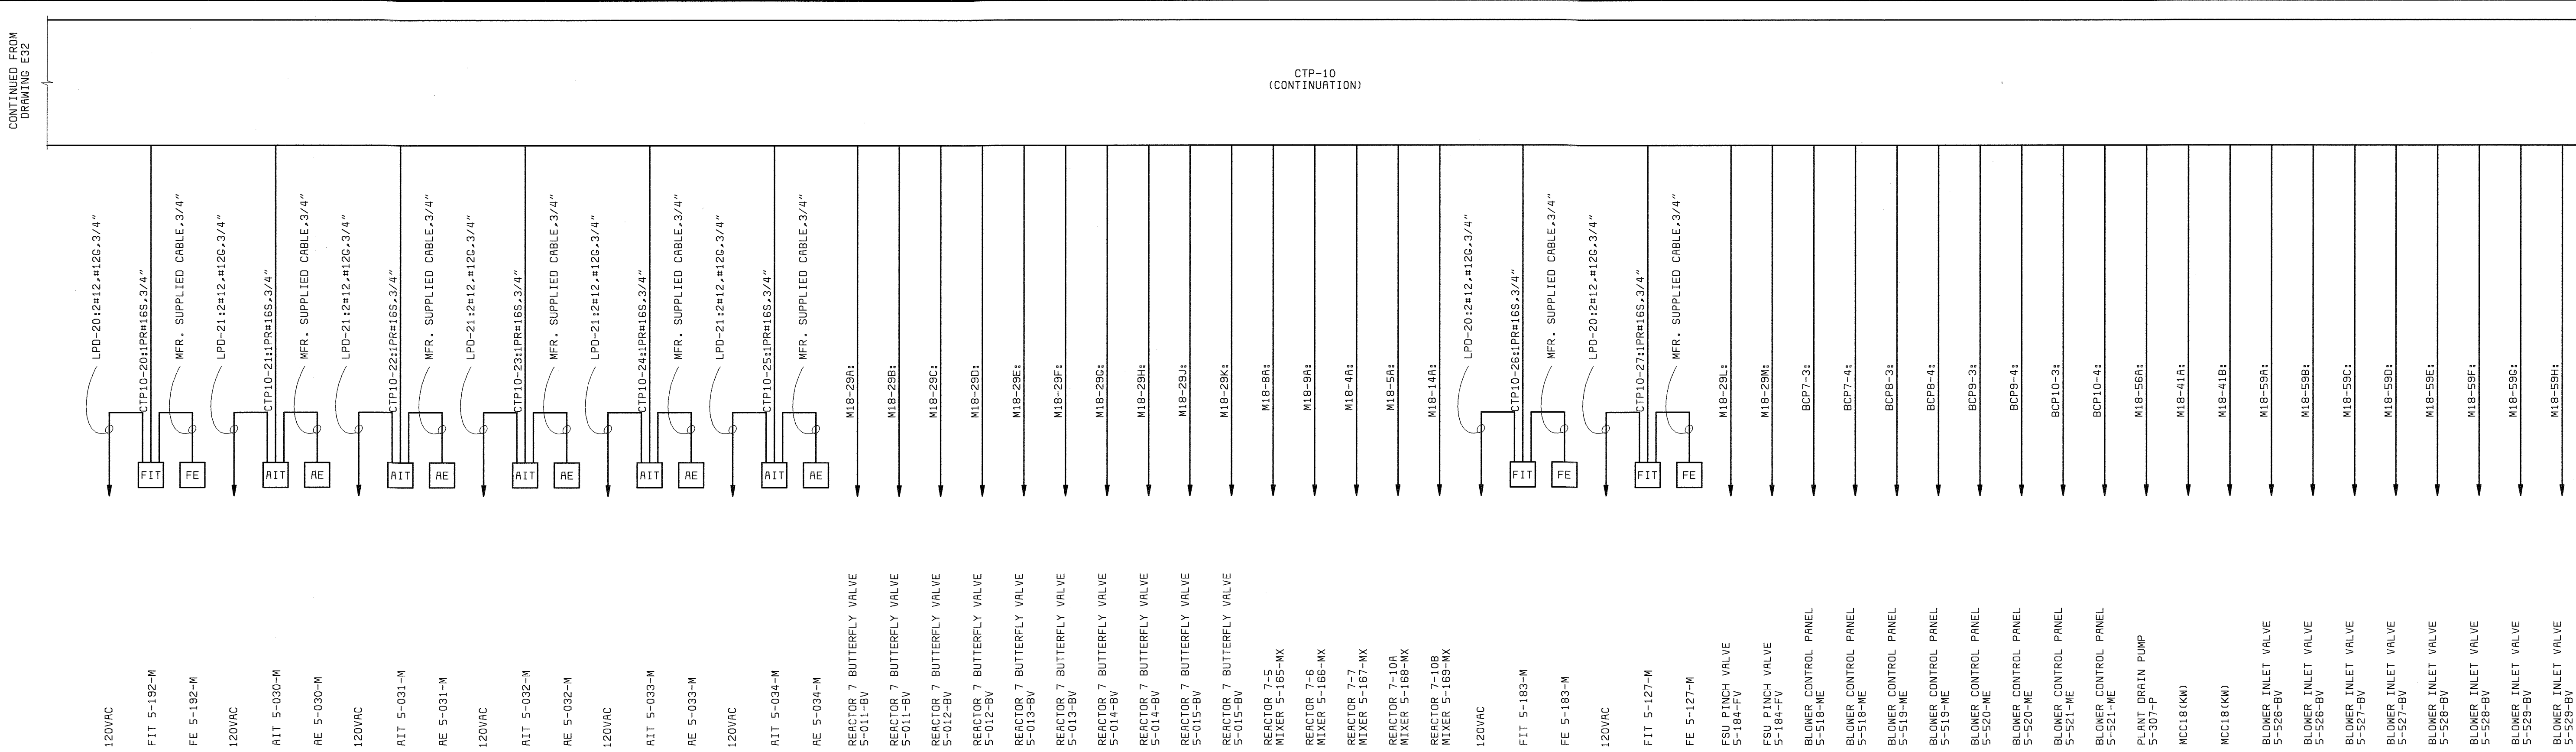 CONTINUED FROM
DRAWING E32
CTP-10
(CONTINUATION)
LPD-20:2#12,#12G,3/4"
CTP10-20:1PR#16S,3/4"
MFR. SUPPLIED CABLE,3/4"
LPD-21:2#12,#12G,3/4"
CTP10-21:1PR#16S,3/4"
MFR. SUPPLIED CABLE,3/4"
LPD-21:2#12,#12G,3/4"
CTP10-22:1PR#16S,3/4"
MFR. SUPPLIED CABLE,3/4"
LPD-21:2#12,#12G,3/4"
CTP10-23:1PR#16S,3/4"
MFR. SUPPLIED CABLE,3/4"
LPD-21:2#12,#12G,3/4"
CTP10-24:1PR#16S,3/4"
MFR. SUPPLIED CABLE,3/4"
LPD-21:2#12,#12G,3/4"
CTP10-25:1PR#16S,3/4"
MFR. SUPPLIED CABLE,3/4"
M18-29A:
M18-29B:
M18-29C:
M18-29D:
M18-29E:
M18-29F:
M18-29G:
M18-29H:
M18-29J:
M18-29K:
M18-8A:
M18-9A:
M18-4A:
M18-5A:
M18-14A:
LPD-20:2#12,#12G,3/4"
CTP10-26:1PR#16S,3/4"
MFR. SUPPLIED CABLE,3/4"
LPD-20:2#12,#12G,3/4"
CTP10-27:1PR#16S,3/4"
MFR. SUPPLIED CABLE,3/4"
M18-29L:
M18-29M:
BCP7-3:
BCP7-4:
BCP8-3:
BCP8-4:
BCP9-3:
BCP9-4:
BCP10-3:
BCP10-4:
M18-56A:
M18-41A:
M18-41B:
M18-59A:
M18-59B:
M18-59C:
M18-59D:
M18-59E:
M18-59F:
M18-59G:
M18-59H:
FIT
FE
AIT
AE
AIT
AE
AIT
AE
AIT
AE
AIT
AE
FIT
FE
FIT
FE
120VAC
FIT 5-192-M
FE 5-192-M
120VAC
AIT 5-030-M
AE 5-030-M
120VAC
AIT 5-031-M
AE 5-031-M
120VAC
AIT 5-032-M
AE 5-032-M
120VAC
AIT 5-033-M
AE 5-033-M
120VAC
AIT 5-034-M
AE 5-034-M
REACTOR 7 BUTTERFLY VALVE
5-011-BV
REACTOR 7 BUTTERFLY VALVE
5-011-BV
REACTOR 7 BUTTERFLY VALVE
5-012-BV
REACTOR 7 BUTTERFLY VALVE
5-012-BV
REACTOR 7 BUTTERFLY VALVE
5-013-BV
REACTOR 7 BUTTERFLY VALVE
5-013-BV
REACTOR 7 BUTTERFLY VALVE
5-014-BV
REACTOR 7 BUTTERFLY VALVE
5-014-BV
REACTOR 7 BUTTERFLY VALVE
5-015-BV
REACTOR 7 BUTTERFLY VALVE
5-015-BV
REACTOR 7-5
MIXER 5-165-MX
REACTOR 7-6
MIXER 5-166-MX
REACTOR 7-7
MIXER 5-167-MX
REACTOR 7-10A
MIXER 5-168-MX
REACTOR 7-10B
MIXER 5-169-MX
120VAC
FIT 5-183-M
FE 5-183-M
120VAC
FIT 5-127-M
FE 5-127-M
FSU PINCH VALVE
5-184-FV
FSU PINCH VALVE
5-184-FV
BLOWER CONTROL PANEL
5-518-ME
BLOWER CONTROL PANEL
5-518-ME
BLOWER CONTROL PANEL
5-519-ME
BLOWER CONTROL PANEL
5-519-ME
BLOWER CONTROL PANEL
5-520-ME
BLOWER CONTROL PANEL
5-520-ME
BLOWER CONTROL PANEL
5-521-ME
BLOWER CONTROL PANEL
5-521-ME
PLANT DRAIN PUMP
5-307-P
MCC18(KW)
MCC18(KW)
BLOWER INLET VALVE
5-526-BV
BLOWER INLET VALVE
5-526-BV
BLOWER INLET VALVE
5-527-BV
BLOWER INLET VALVE
5-527-BV
BLOWER INLET VALVE
5-528-BV
BLOWER INLET VALVE
5-528-BV
BLOWER INLET VALVE
5-529-BV
BLOWER INLET VALVE
5-529-BV